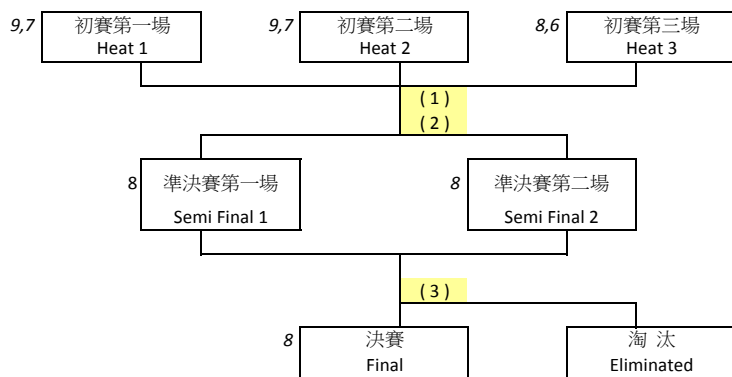 9,7 初賽第一場 9,7 初賽第二場 8,6 初賽第三場
Heat 1 Heat 2 Heat 3
( 1 )
( 2 )
8 準決賽第一場 8 準決賽第二場
Semi Final 1 Semi Final 2
( 3 )
8 決賽 淘 汰
Final Eliminated